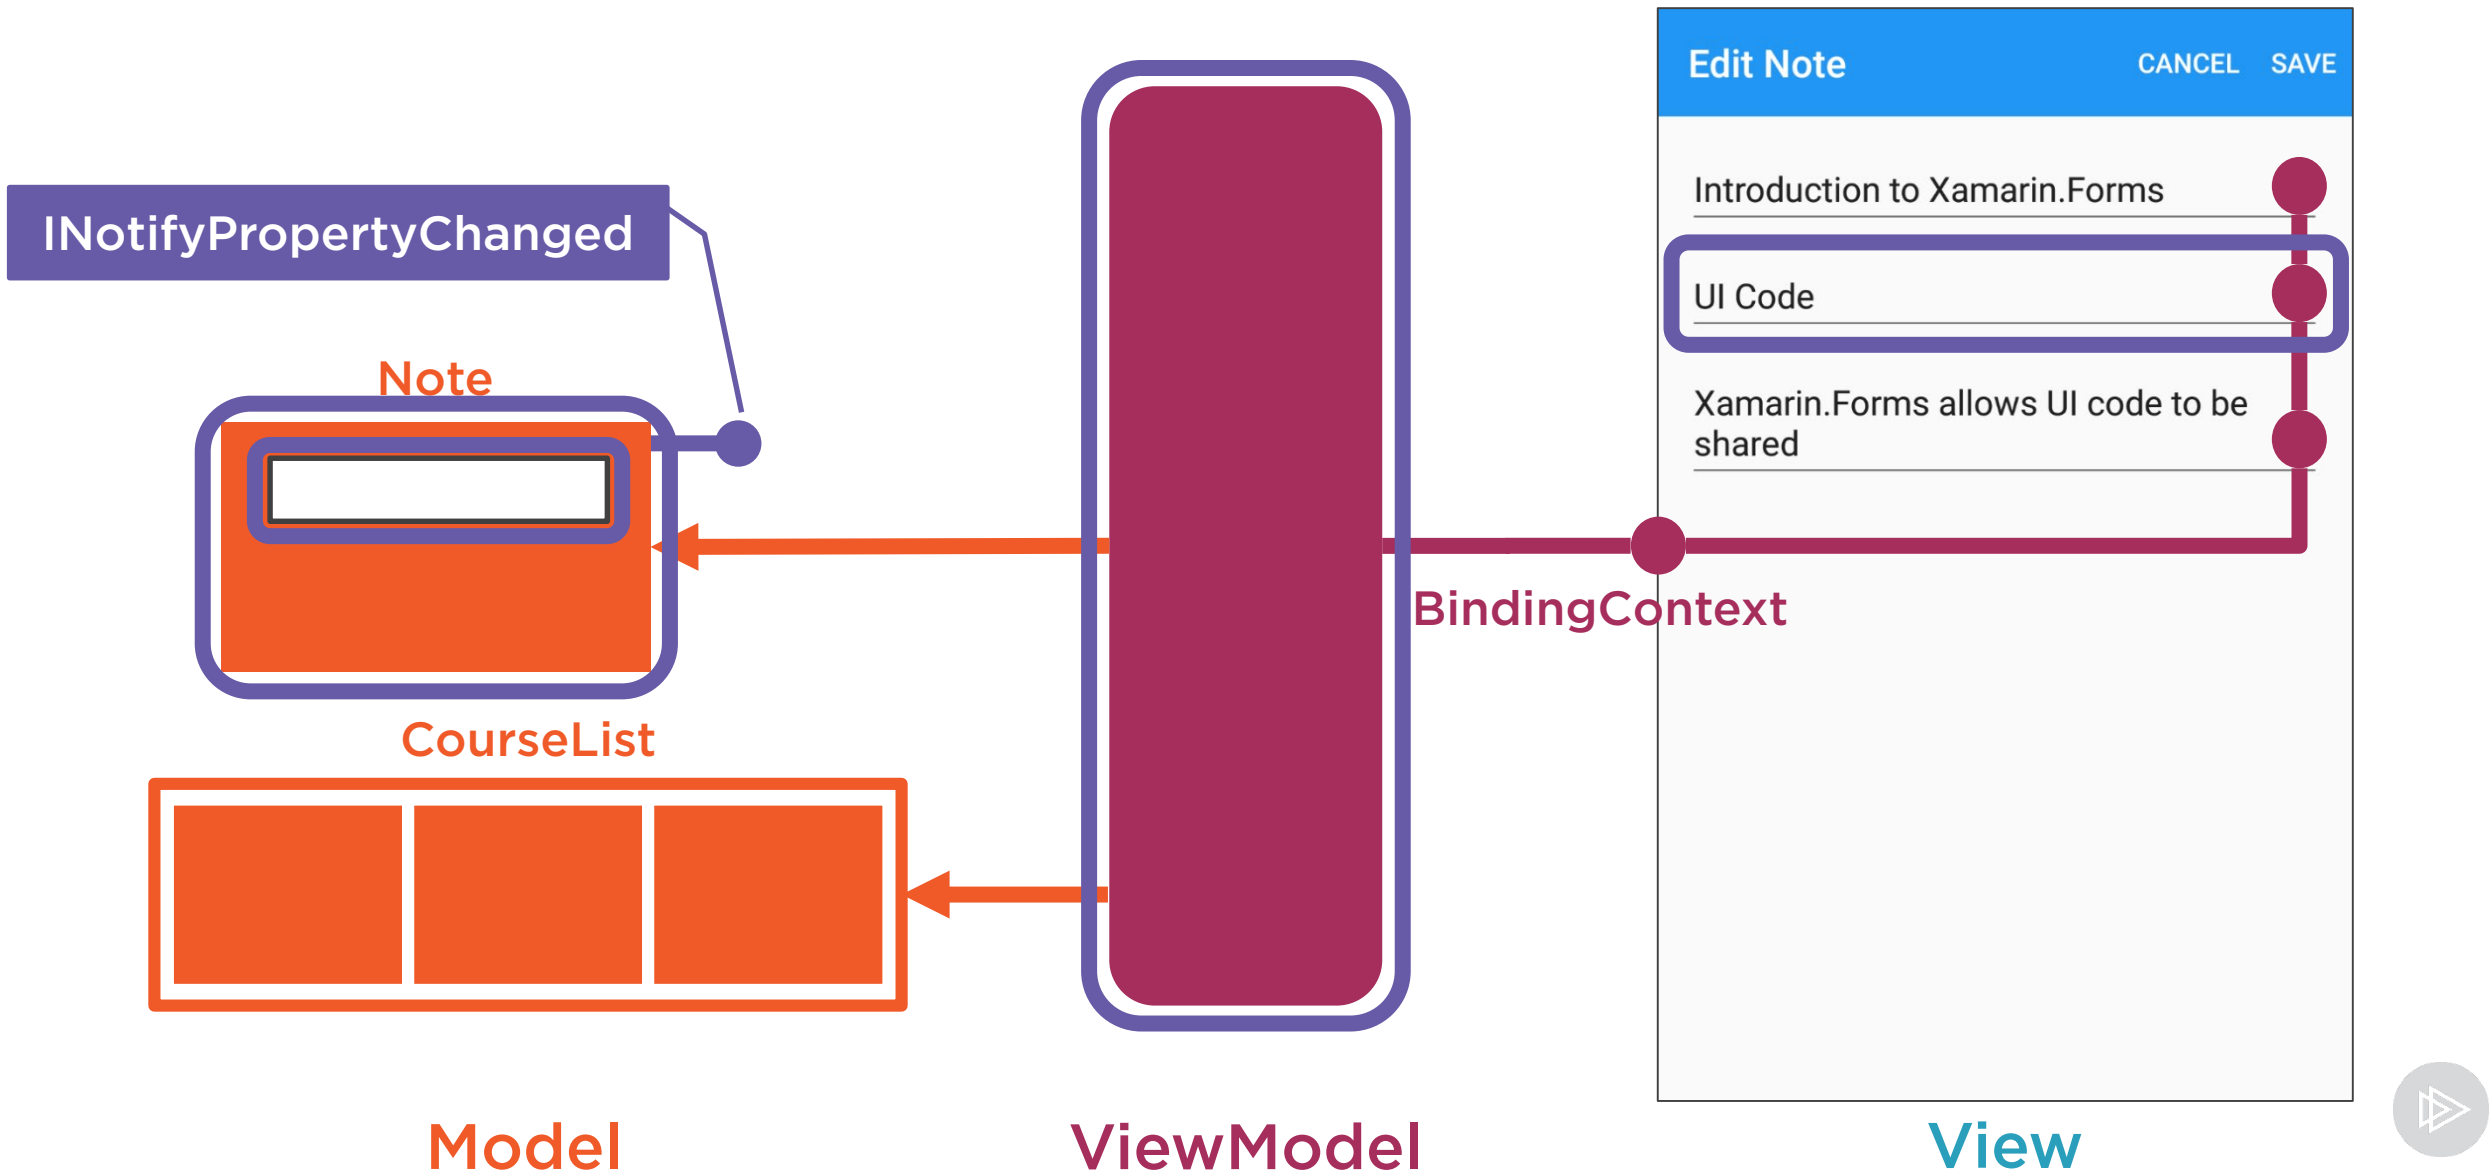 Edit Note
CANCEL
SAVE
Introduction to Xamarin.Forms
INotifyPropertyChanged
UI Code
Note
Xamarin.Forms allows UI code to be
shared
BindingContext
CourseList
Model
ViewModel
View